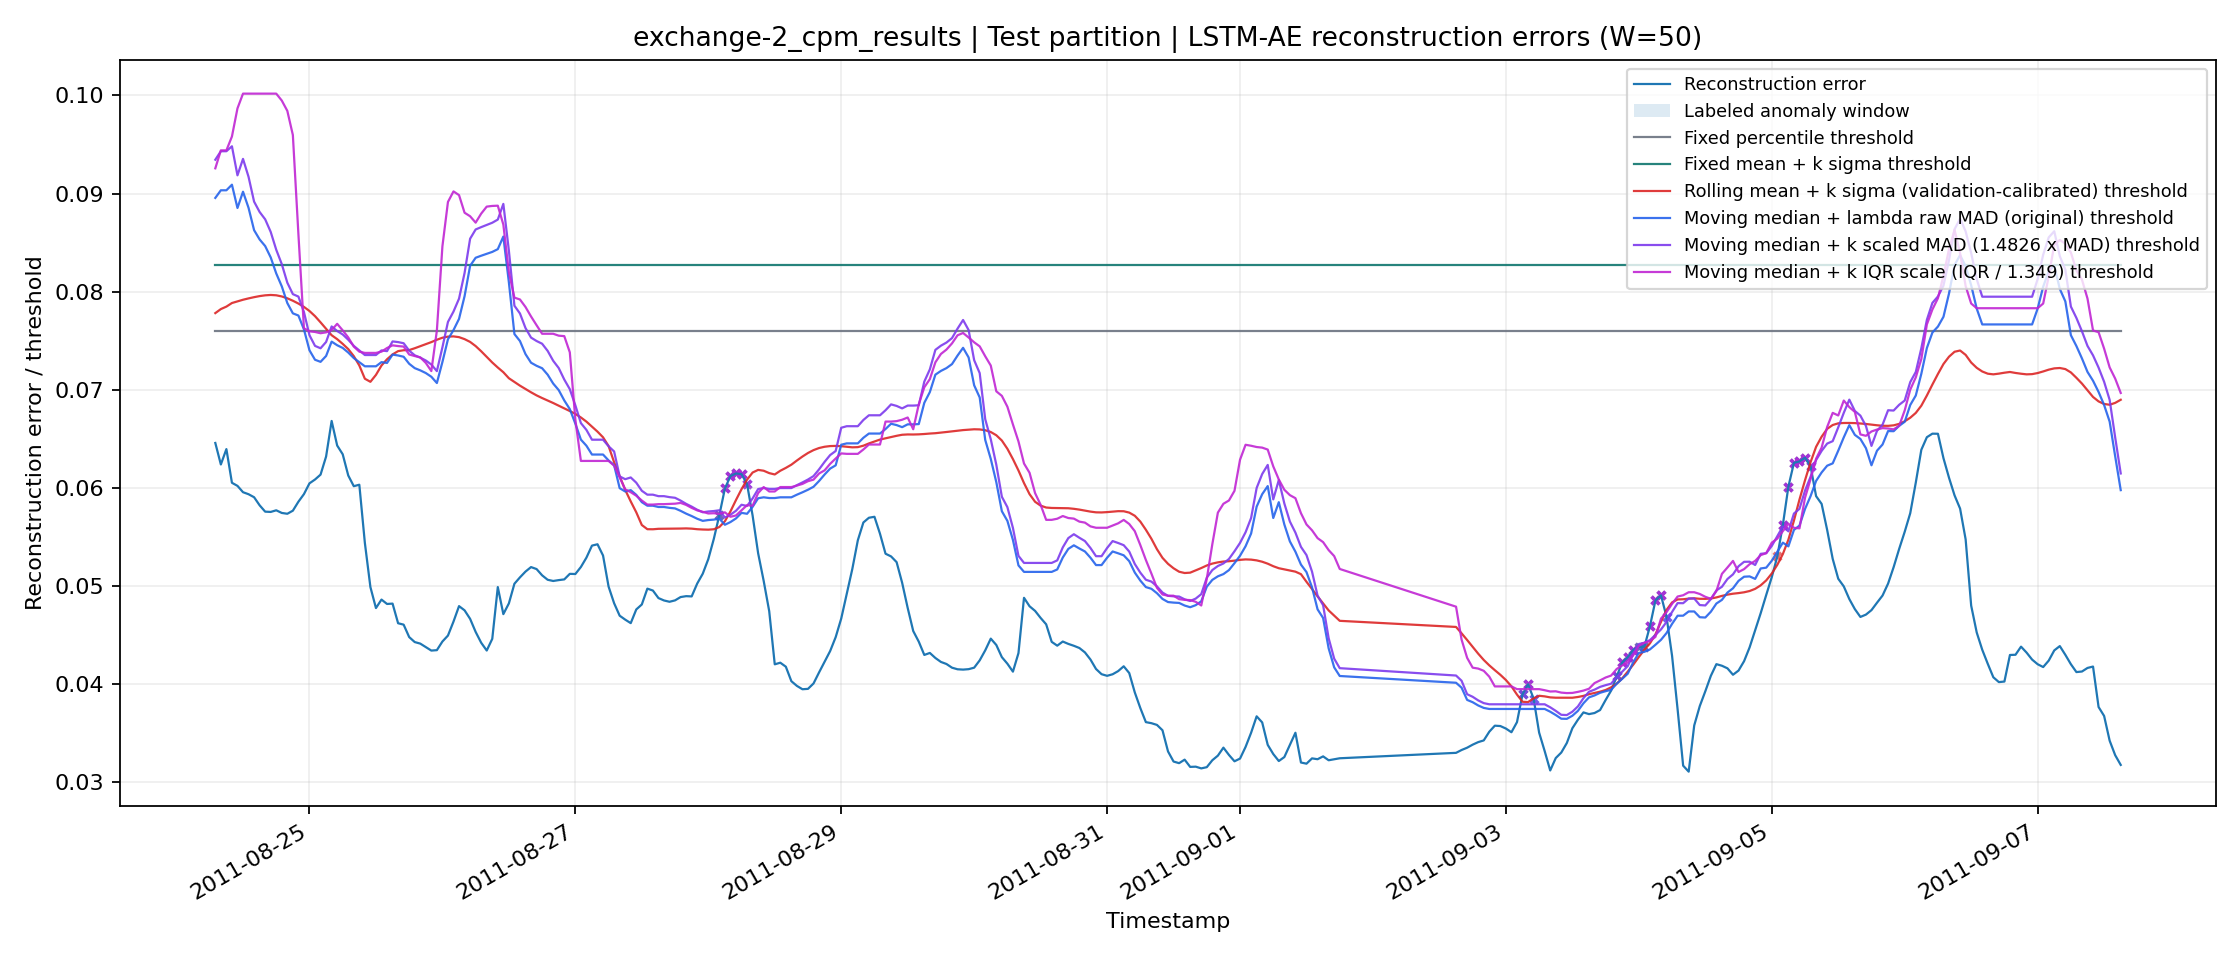 exchange-2_cpm_results | Test partition | LSTM-AE reconstruction errors (W=50)
Reconstruction error / threshold
0.10
0.09
0.08
0.07
0.06
0.05
0.04
0.03
Reconstruction error
Labeled anomaly window
Fixed percentile threshold
Fixed mean + k sigma threshold
Rolling mean + k sigma (validation-calibrated) threshold
Moving median + lambda raw MAD (original) threshold
Moving median + k scaled MAD (1.4826 x MAD) threshold
Moving median + k IQR scale (IQR / 1.349) threshold
2011-08-25
2011-08-27
2011-08-29
2011-08-31
2011-09-01
2011-09-03
2011-09-05
2011-09-07
Timestamp